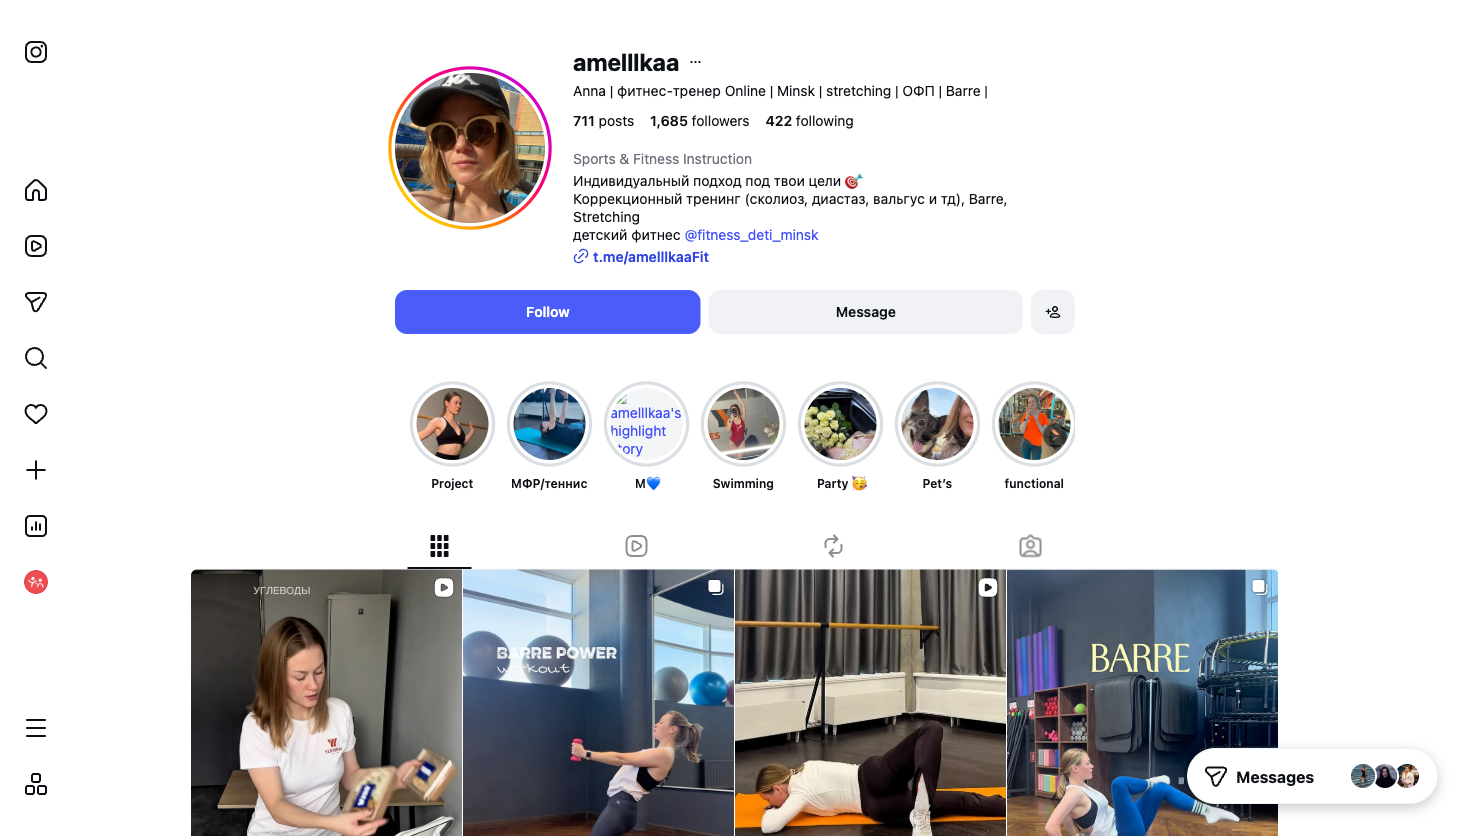 amelllkaa ...
Anna | фитнес-тренер Online | Minsk | stretching | ОФП | Barre |
711 posts 1,685 followers 422 following
Sports & Fitness Instruction
Индивидуальный подход под твои цели 🎯
Коррекционный тренинг (сколиоз, диастаз, вальгус и тд), Barre,
Stretching
детский фитнес @fitness_deti_minsk
t.me/amelllkaaFit
Follow
Message
amelllkaa's
highlight
story
Project
МФР/теннис
М💙
Swimming
Party 🥳
Pet's
functional
УГЛЕВОДЫ
BARRE POWER
workout
BARRE
Messages